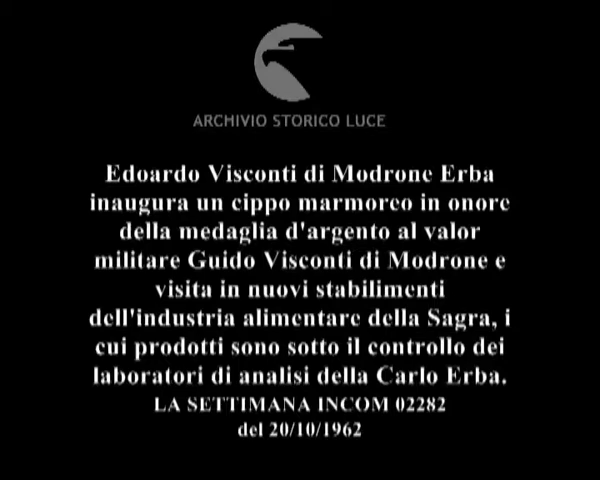 ARCHIVIO STORICO LUCE
Edoardo Visconti di Modrone Erba
inaugura un cippo marmoreo in onore
della medaglia d'argento al valor
militare Guido Visconti di Modrone e
visita in nuovi stabilimenti
dell'industria alimentare della Sagra, i
cui prodotti sono sotto il controllo dei
laboratori di analisi della Carlo Erba.
LA SETTIMANA INCOM 02282
del 20/10/1962